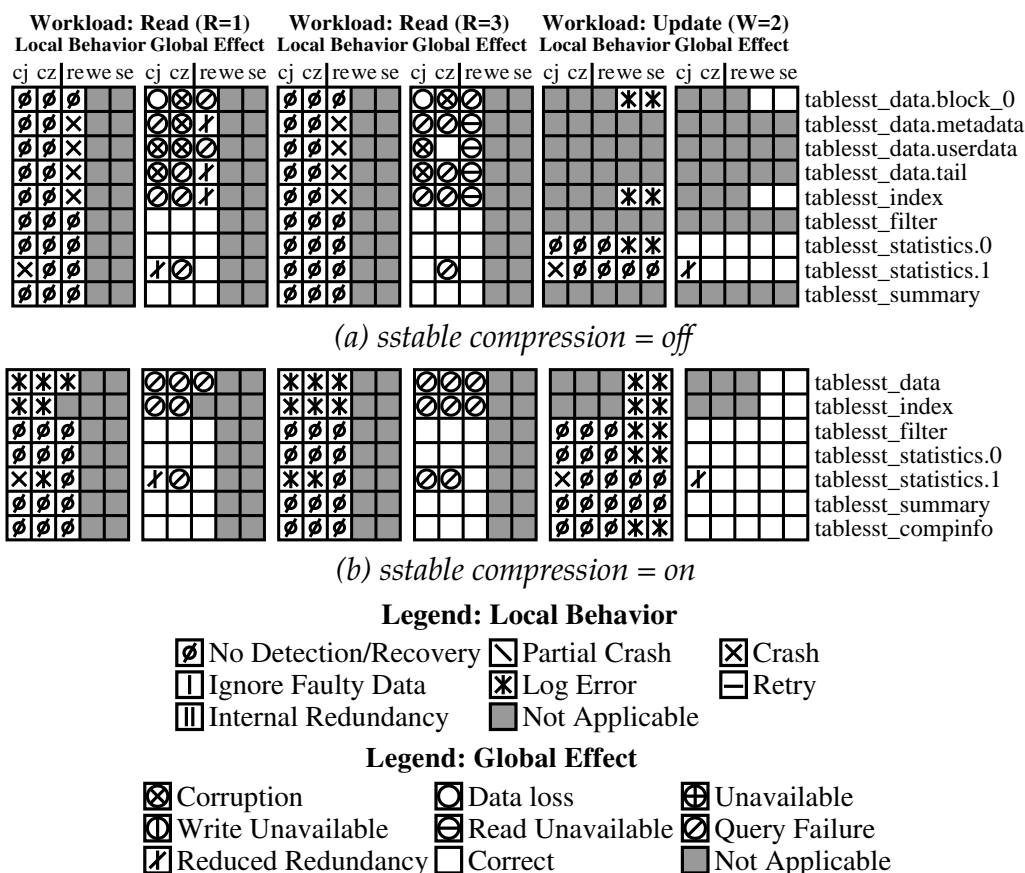 Workload: Read (R=1) Workload: Read (R=3) Workload: Update (W=2)
Local Behavior Global Effect Local Behavior Global Effect Local Behavior Global Effect
cj cz re we se cj cz re we se cj cz re we se cj cz re we se cj cz re we se cj cz re we se
tablesst_data.block_0
tablesst_data.metadata
tablesst_data.userdata
tablesst_data.tail
tablesst_index
tablesst_filter
tablesst_statistics.0
tablesst_statistics.1
tablesst_summary
(a) sstable compression = off
tablesst_data
tablesst_index
tablesst_filter
tablesst_statistics.0
tablesst_statistics.1
tablesst_summary
tablesst_compinfo
(b) sstable compression = on
Legend: Local Behavior
No Detection/Recovery Partial Crash Crash
Ignore Faulty Data Log Error Retry
Internal Redundancy Not Applicable
Legend: Global Effect
Corruption Data loss Unavailable
Write Unavailable Read Unavailable Query Failure
Reduced Redundancy Correct Not Applicable